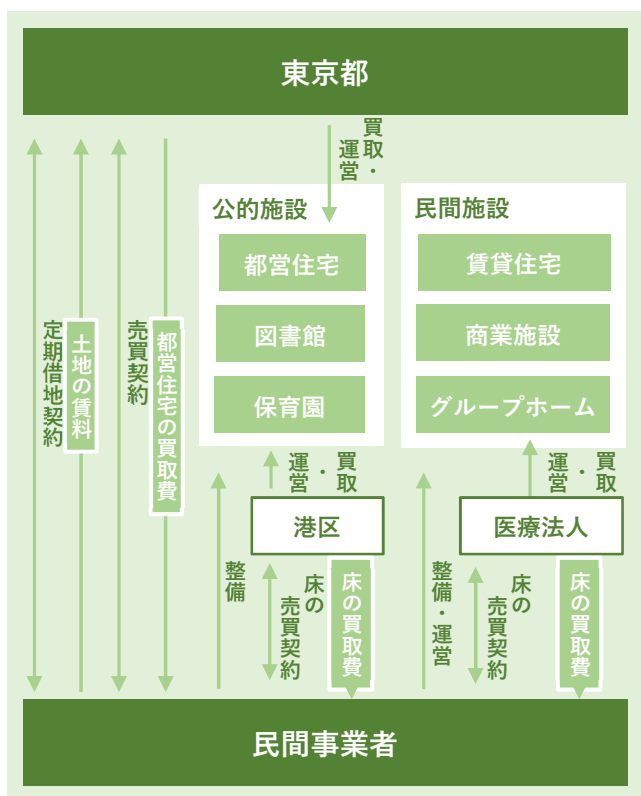 東京都
買取・
運営
公的施設
都営住宅
図書館
保育園
民間施設
賃貸住宅
商業施設
グループホーム
定期借地契約
土地の賃料
売買契約
都営住宅の買取費
買取・
運営
港区
買取・
運営
医療法人
整備
床の
売買契約
床の買取費
整備・運営
床の
売買契約
床の買取費
民間事業者